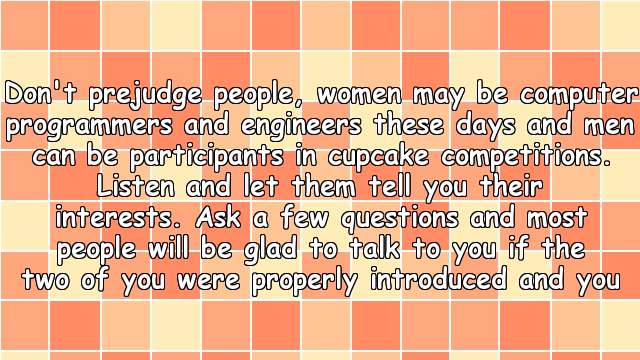 Don't prejudge people, women may be computer
programmers and engineers these days and men
can be participants in cupcake competitions.
Listen and let them tell you their
interests. Ask a few questions and most
people will be glad to talk to you if the
two of you were properly introduced and you